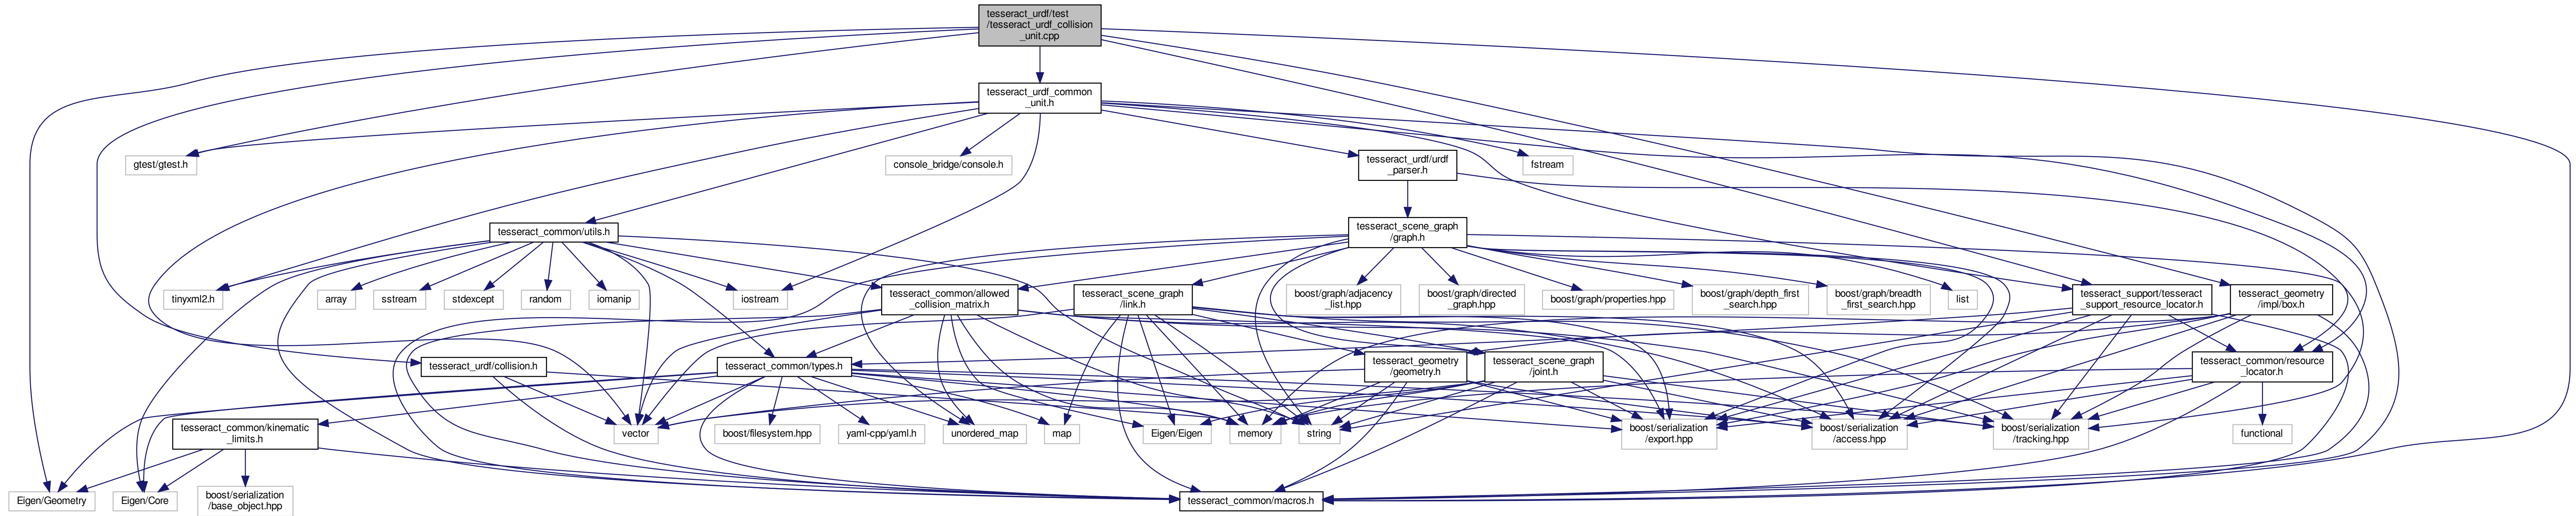 tesseract_urdf/test
/tesseract_urdf_collision
_unit.cpp
tesseract_urdf_common
_unit.h
gtest/gtest.h
console_bridge/console.h
tesseract_urdf/urdf
_parser.h
fstream
tesseract_common/utils.h
tesseract_scene_graph
/graph.h
tinyxml2.h
array
sstream
stdexcept
random
iomanip
iostream
tesseract_common/allowed
_collision_matrix.h
tesseract_scene_graph
/link.h
boost/graph/adjacency
_list.hpp
boost/graph/directed
_graph.hpp
boost/graph/properties.hpp
boost/graph/depth_first
_search.hpp
boost/graph/breadth
_first_search.hpp
list
tesseract_support/tesseract
_support_resource_locator.h
tesseract_geometry
/impl/box.h
tesseract_urdf/collision.h
tesseract_common/types.h
tesseract_geometry
/geometry.h
tesseract_scene_graph
/joint.h
tesseract_common/resource
_locator.h
tesseract_common/kinematic
_limits.h
vector
boost/filesystem.hpp
yaml-cpp/yaml.h
unordered_map
map
Eigen/Eigen
memory
string
boost/serialization
/export.hpp
boost/serialization
/access.hpp
boost/serialization
/tracking.hpp
functional
Eigen/Geometry
Eigen/Core
boost/serialization
/base_object.hpp
tesseract_common/macros.h